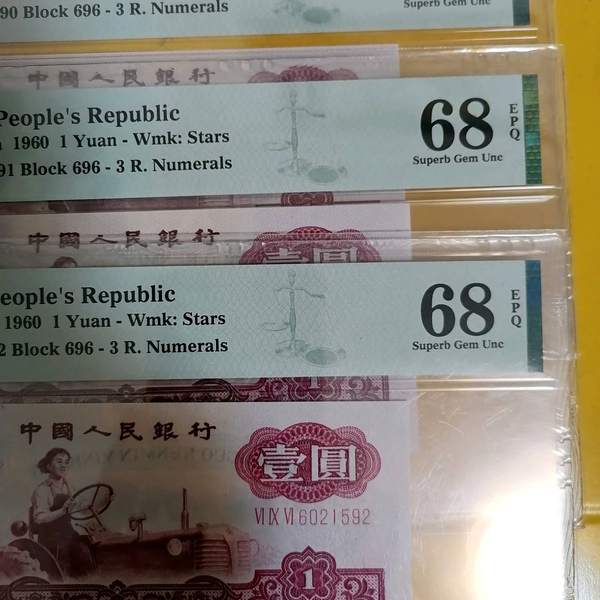 90 Block 696 - 3 R. Numerals
Superb Gem Unc
中國人民銀行
People's Republic
1960 1 Yuan - Wmk: Stars
91 Block 696 - 3 R. Numerals
68
EPQ
Superb Gem Unc
中國人民銀行
壹圓
People's Republic
1960 1 Yuan - Wmk: Stars
2 Block 696 - 3 R. Numerals
68
EPQ
Superb Gem Unc
1
中國人民銀行
壹圓
VI IX VI 6021592
1